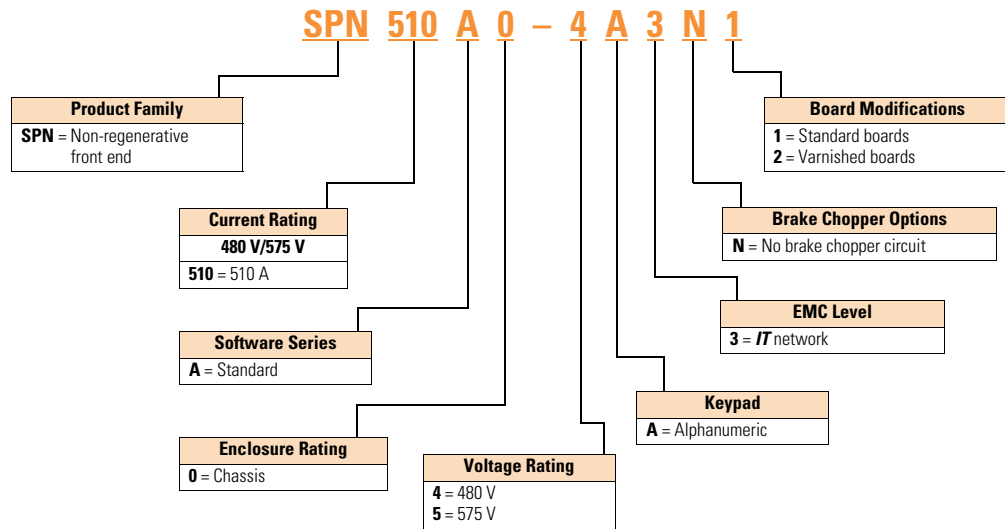 SPN 510 A 0 – 4 A 3 N 1
Product Family
SPN = Non-regenerative
front end
Current Rating
480 V/575 V
510 = 510 A
Software Series
A = Standard
Enclosure Rating
0 = Chassis
Voltage Rating
4 = 480 V
5 = 575 V
Keypad
A = Alphanumeric
EMC Level
3 = IT network
Brake Chopper Options
N = No brake chopper circuit
Board Modifications
1 = Standard boards
2 = Varnished boards